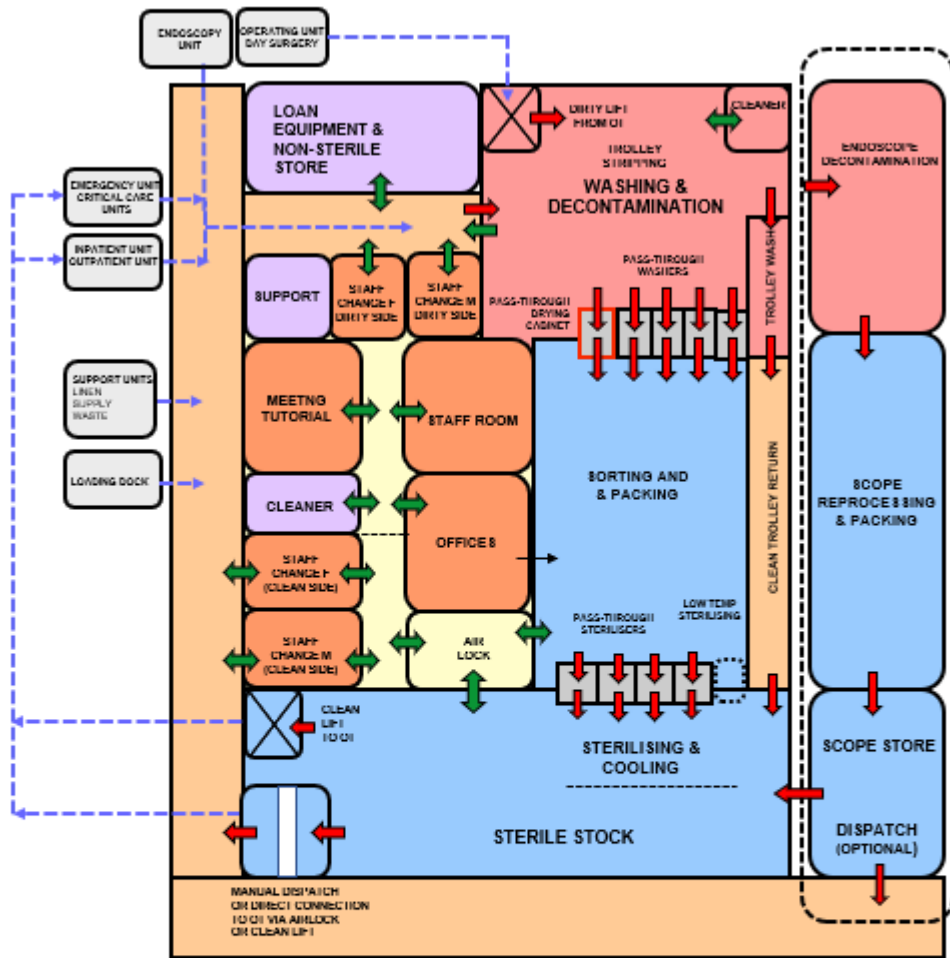 ENDOSCOPY
UNIT
OPERATING UNIT
DAY SURGERY
LOAN
EQUIPMENT &
NON-STERILE
STORE
DIRTY LIFT
FROM OT
CLEANER
TROLLEY
STRIPPING
WASHING &
DECONTAMINATION
ENDOSCOPE
DECONTAMINATION
EMERGENCY UNIT
CRITICAL CARE
UNITS
INPATIENT UNIT
OUTPATIENT UNIT
SUPPORT
STAFF
CHANGE F
DIRTY SIDE
STAFF
CHANGE M
DIRTY SIDE
PASS-THROUGH
WASHERS
PASS-THROUGH
DRYING
CABINET
TROLLEY WASH
SUPPORT UNITS
LINEN
SUPPLY
WASTE
MEETNG
TUTORIAL
STAFF ROOM
LOADING DOCK
CLEANER
OFFICES
SORTING AND
& PACKING
CLEAN TROLLEY RETURN
SCOPE
REPROCESSING
& PACKING
STAFF
CHANGE F
(CLEAN SIDE)
STAFF
CHANGE M
(CLEAN SIDE)
AIR
LOCK
PASS-THROUGH
STERILISERS
LOW TEMP
STERILISING
CLEAN
LIFT
TO OT
STERILISING &
COOLING
SCOPE STORE
STERILE STOCK
DISPATCH
(OPTIONAL)
MANUAL DISPATCH
OR DIRECT CONNECTION
TO OT VIA AIRLOCK
OR CLEAN LIFT